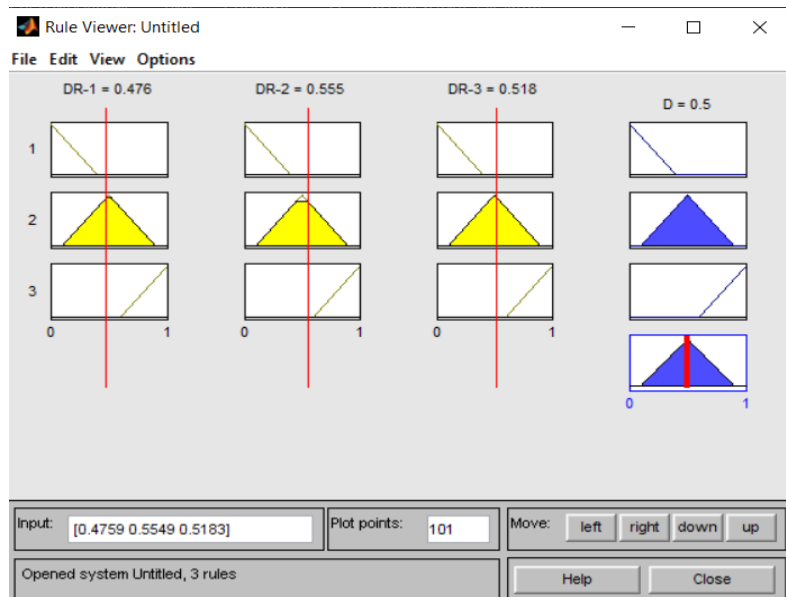 Rule Viewer: Untitled
File Edit View Options
DR-1 = 0.476 DR-2 = 0.555 DR-3 = 0.518 D = 0.5
1
2
3
0 1 0 1 0 1
0 1
Input: [0.4759 0.5549 0.5183] Plot points: 101 Move: left right down up
Opened system Untitled, 3 rules Help Close